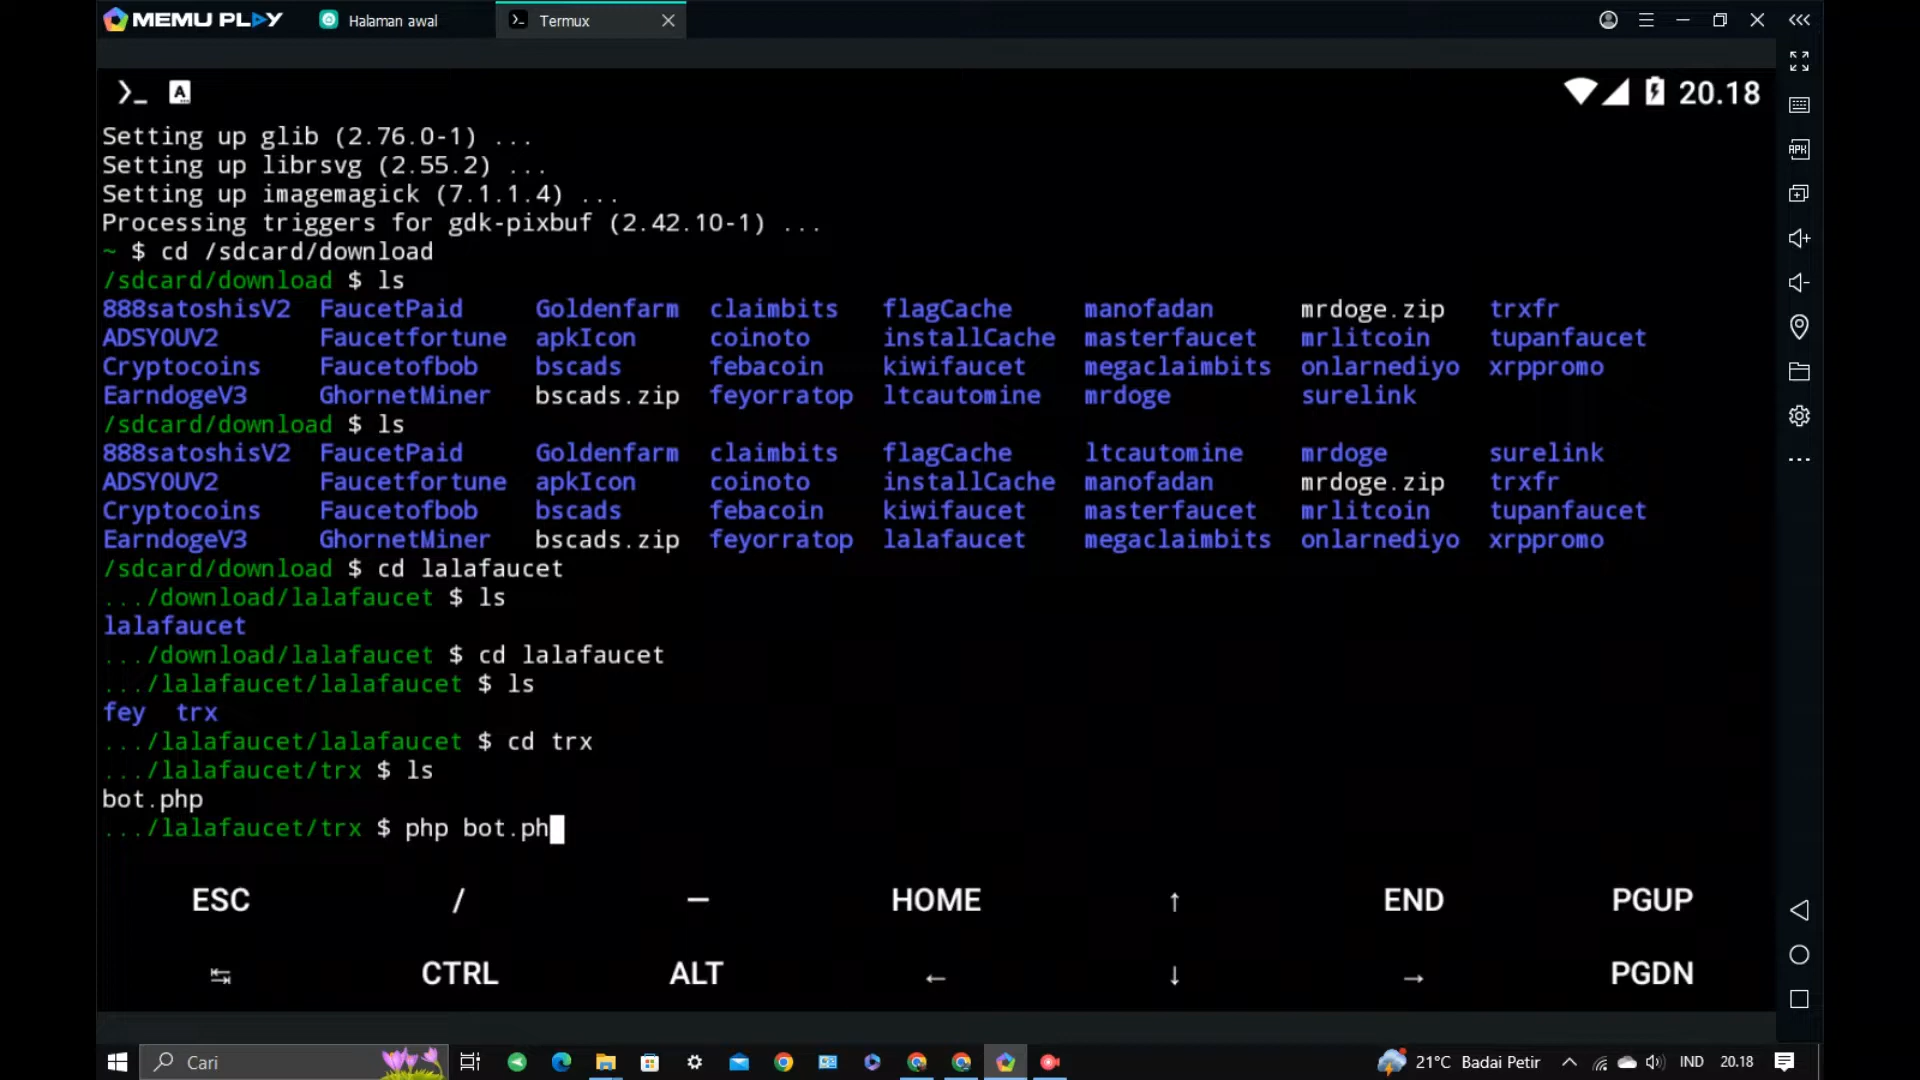 MEMU PLAY Halaman awal Termux
A 20.18
Setting up glib (2.76.0-1) ...
Setting up librsvg (2.55.2) ...
Setting up imagemagick (7.1.1.4) ...
Processing triggers for gdk-pixbuf (2.42.10-1) ...
~ $ cd /sdcard/download
/sdcard/download $ ls
888satoshisV2 FaucetPaid Goldenfarm claimbits flagCache manofadan mrdoge.zip trxfr
ADSYOUV2 Faucetfortune apkIcon coinoto installCache masterfaucet mrlitcoin tupanfaucet
Cryptocoins Faucetofbob bscads febacoin kiwifaucet megaclaimbits onlarnediyo xrppromo
EarndogeV3 GhornetMiner bscads.zip feyorratop ltcautomine mrdoge surelink
/sdcard/download $ ls
888satoshisV2 FaucetPaid Goldenfarm claimbits flagCache ltcautomine mrdoge surelink
ADSYOUV2 Faucetfortune apkIcon coinoto installCache manofadan mrdoge.zip trxfr
Cryptocoins Faucetofbob bscads febacoin kiwifaucet masterfaucet mrlitcoin tupanfaucet
EarndogeV3 GhornetMiner bscads.zip feyorratop lalafaucet megaclaimbits onlarnediyo xrppromo
/sdcard/download $ cd lalafaucet
.../download/lalafaucet $ ls
lalafaucet
.../download/lalafaucet $ cd lalafaucet
.../lalafaucet/lalafaucet $ ls
fey trx
.../lalafaucet/lalafaucet $ cd trx
.../lalafaucet/trx $ ls
bot.php
.../lalafaucet/trx $ php bot.ph
ESC / — HOME ↑ END PGUP
↹ CTRL ALT ← ↓ → PGDN
APK
Cari 21°C Badai Petir IND 20.18